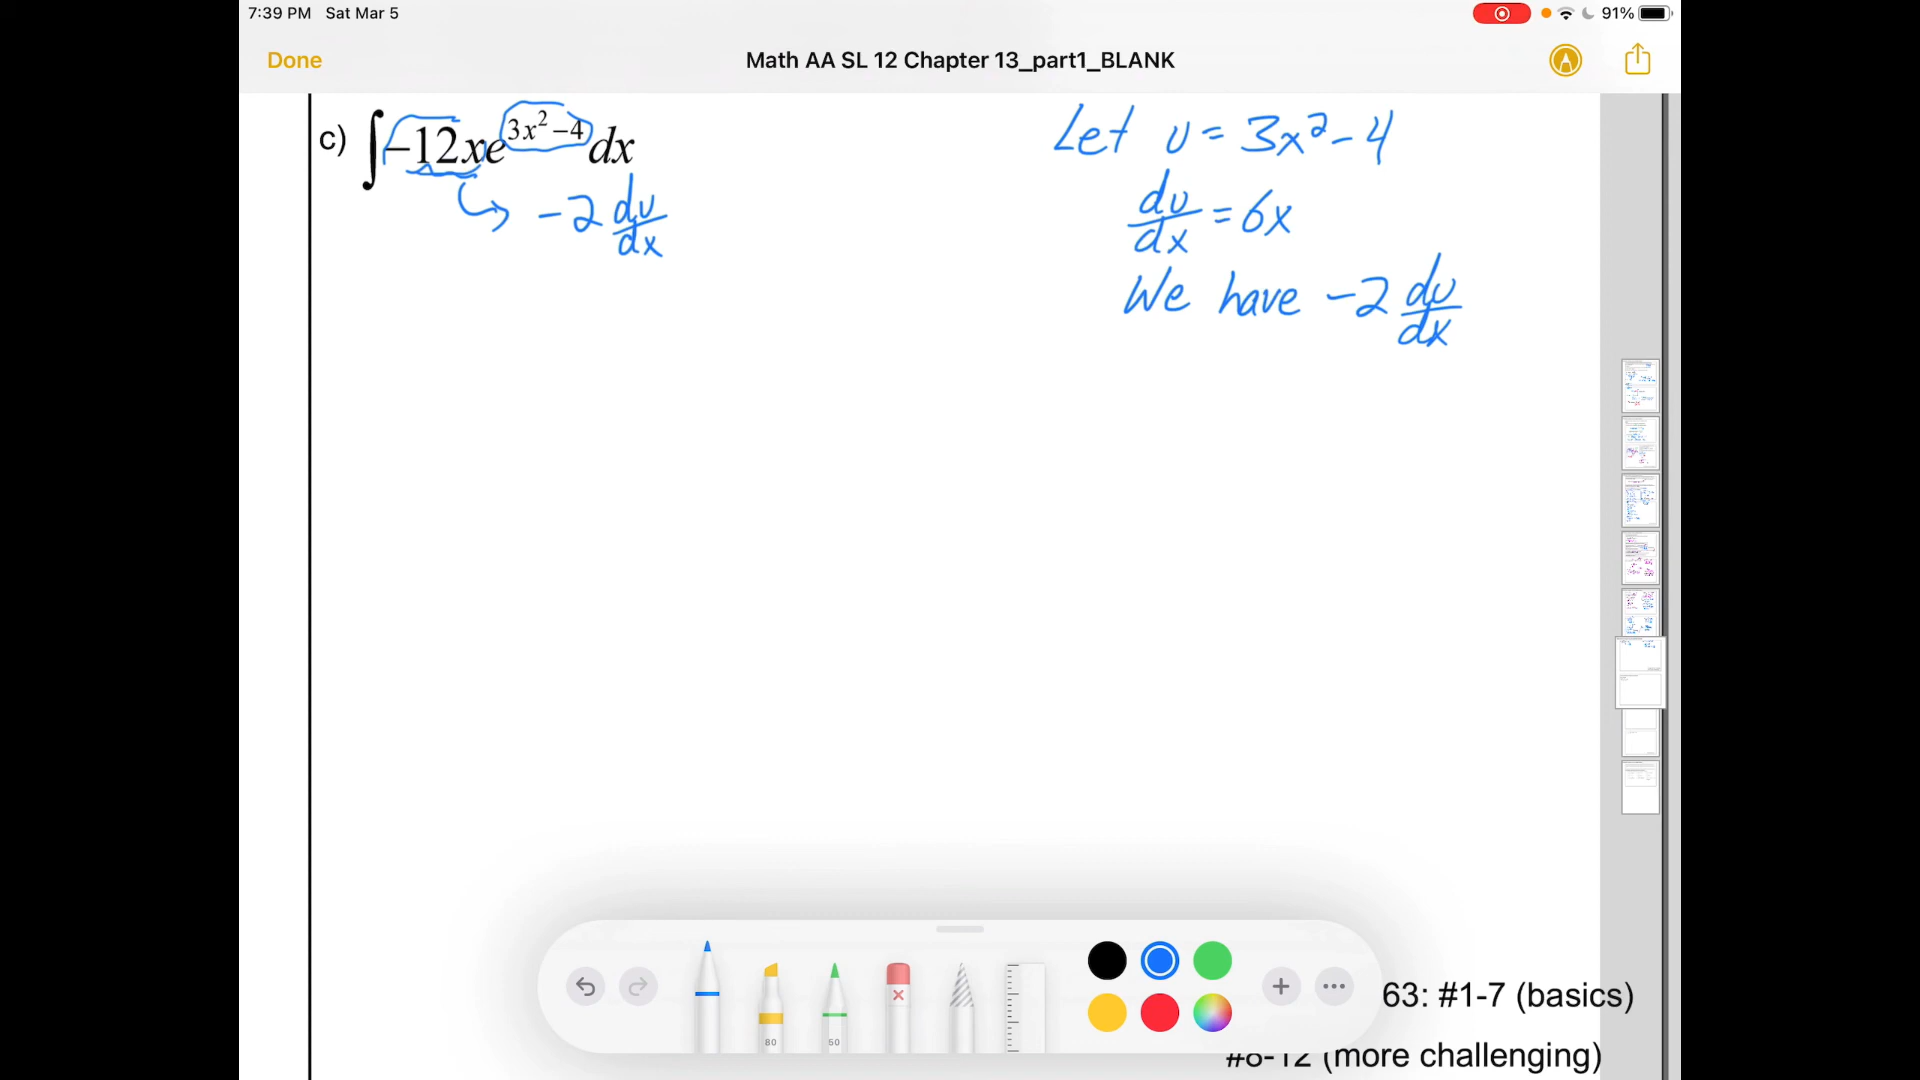 7:39 PM Sat Mar 5
91%
Done
Math AA SL 12 Chapter 13_part1_BLANK
c) ∫−12xe^(3x²−4) dx
→ −2 du/dx
Let u = 3x² − 4
du/dx = 6x
We have −2 du/dx
80
50
63: #1-7 (basics)
(more challenging)